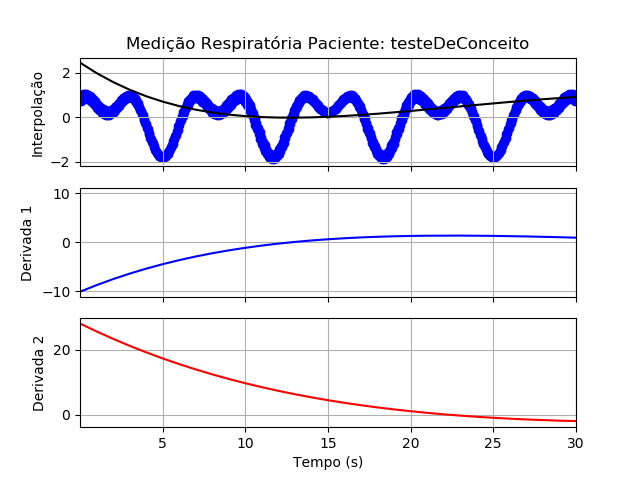 Medição Respiratória Paciente: testeDeConceito
Interpolação
2
0
−2
Derivada 1
10
0
−10
Derivada 2
20
0
5
10
15
20
25
30
Tempo (s)